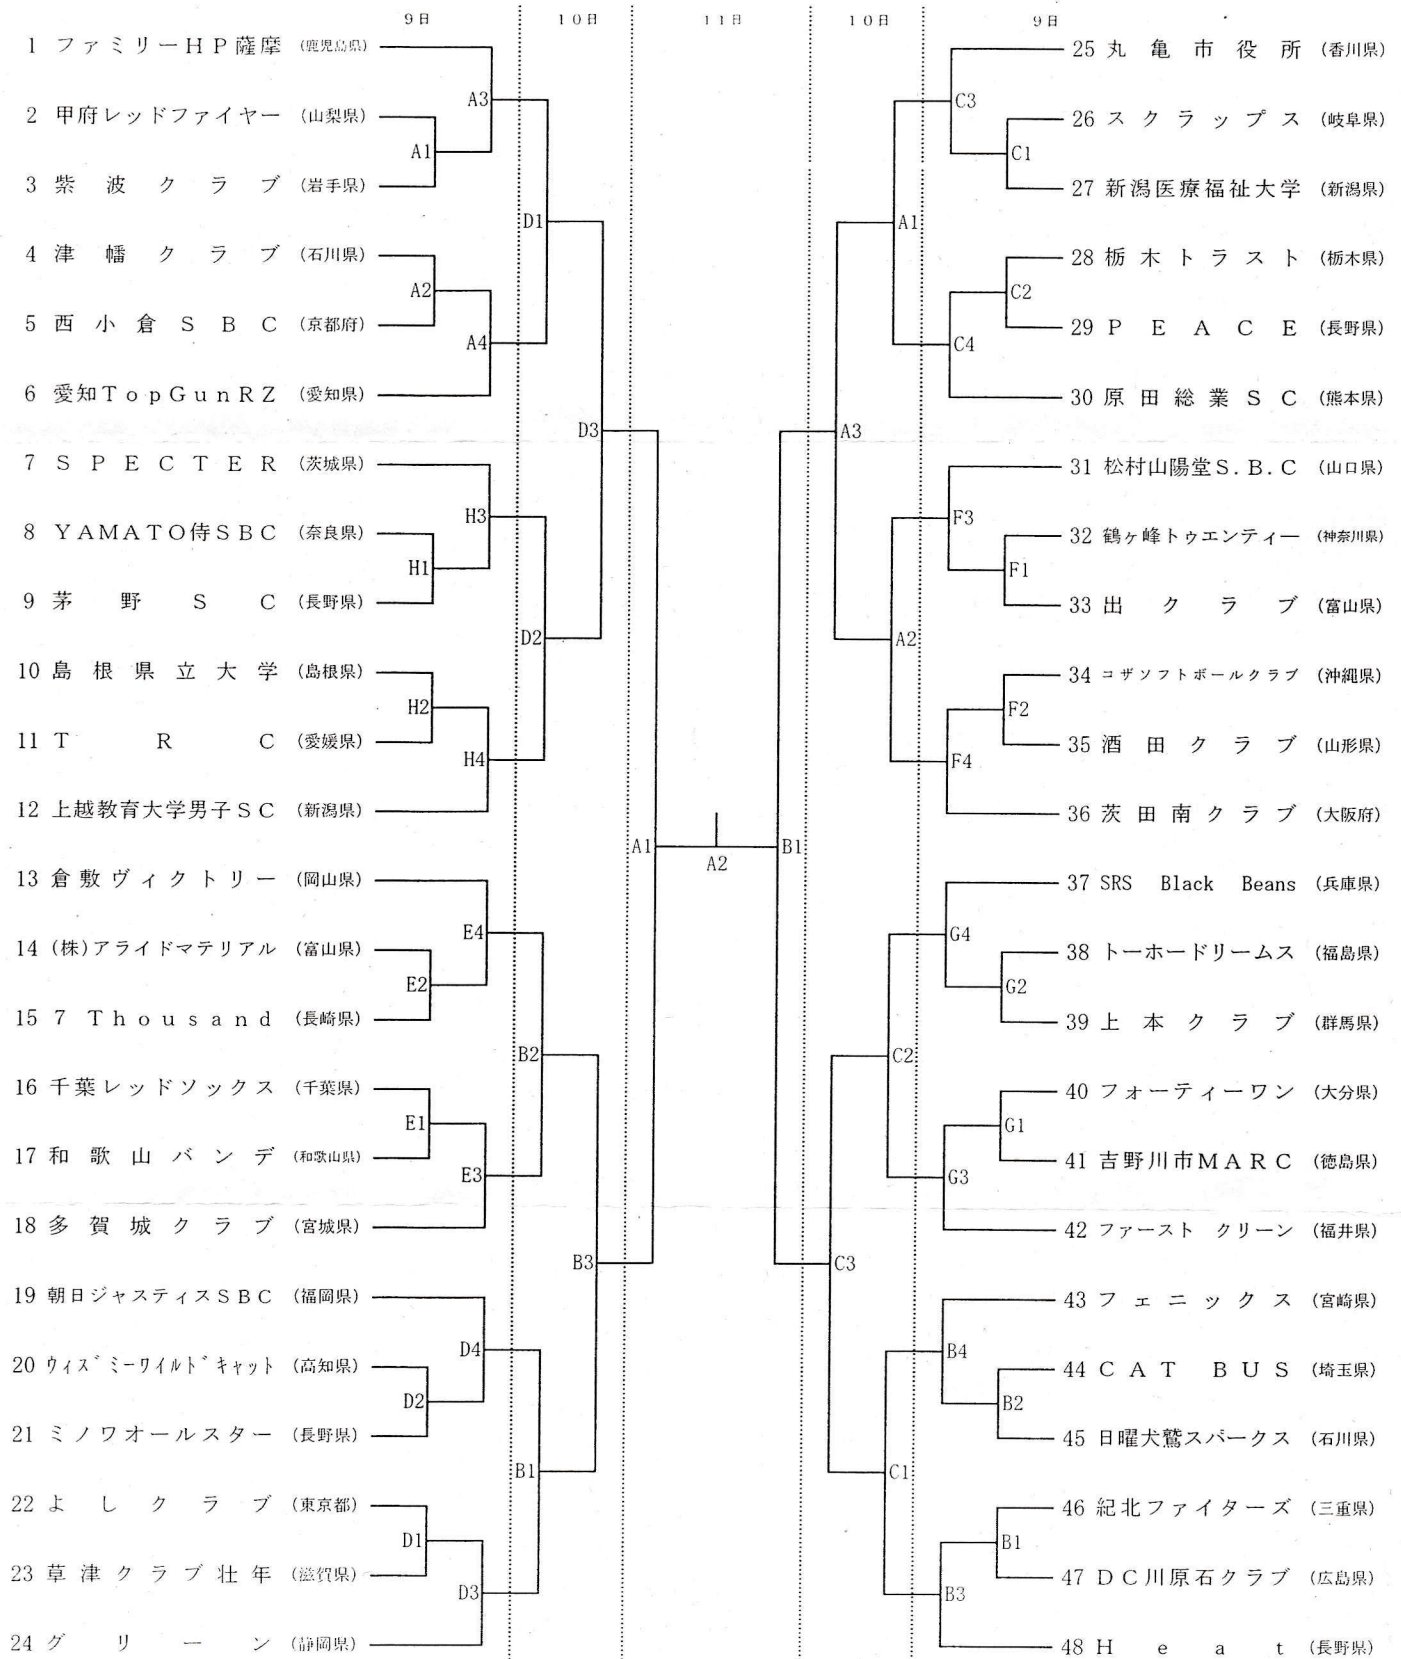 9日 10日 11日 10日 9日
1 ファミリーHP薩摩 (鹿児島県)
2 甲府レッドファイヤー (山梨県)
3 紫波クラブ (岩手県)
4 津幡クラブ (石川県)
5 西小倉SBC (京都府)
6 愛知TopGunRZ (愛知県)
7 SPECTER (茨城県)
8 YAMATO侍SBC (奈良県)
9 茅野SC (長野県)
10 島根県立大学 (島根県)
11 TRC (愛媛県)
12 上越教育大学男子SC (新潟県)
13 倉敷ヴィクトリー (岡山県)
14 (株)アライドマテリアル (富山県)
15 7 Thousand (長崎県)
16 千葉レッドソックス (千葉県)
17 和歌山バンデ (和歌山県)
18 多賀城クラブ (宮城県)
19 朝日ジャスティスSBC (福岡県)
20 ウィズミーワイルドキャット (高知県)
21 ミノワオールスター (長野県)
22 よしクラブ (東京都)
23 草津クラブ壮年 (滋賀県)
24 グリーン (静岡県)
A3
A1
A2
A4
H3
H1
H2
H4
E4
E2
E1
E3
D4
D2
D1
D3
D1
D2
B2
B1
D3
B3
A1
A2
B1
A3
C3
A1
A2
C2
C1
C3
C1
C2
C4
F3
F1
F2
F4
G4
G2
G1
G3
B4
B2
B1
B3
25 丸亀市役所 (香川県)
26 スクラップス (岐阜県)
27 新潟医療福祉大学 (新潟県)
28 栃木トラスト (栃木県)
29 PEACE (長野県)
30 原田総業SC (熊本県)
31 松村山陽堂S.B.C (山口県)
32 鶴ヶ峰トゥエンティー (神奈川県)
33 出クラブ (富山県)
34 コザソフトボールクラブ (沖縄県)
35 酒田クラブ (山形県)
36 茨田南クラブ (大阪府)
37 SRS Black Beans (兵庫県)
38 トーホードリームス (福島県)
39 上本クラブ (群馬県)
40 フォーティーワン (大分県)
41 吉野川市MARC (徳島県)
42 ファースト クリーン (福井県)
43 フェニックス (宮崎県)
44 CAT BUS (埼玉県)
45 日曜犬鷲スパークス (石川県)
46 紀北ファイターズ (三重県)
47 DC川原石クラブ (広島県)
48 Heat (長野県)